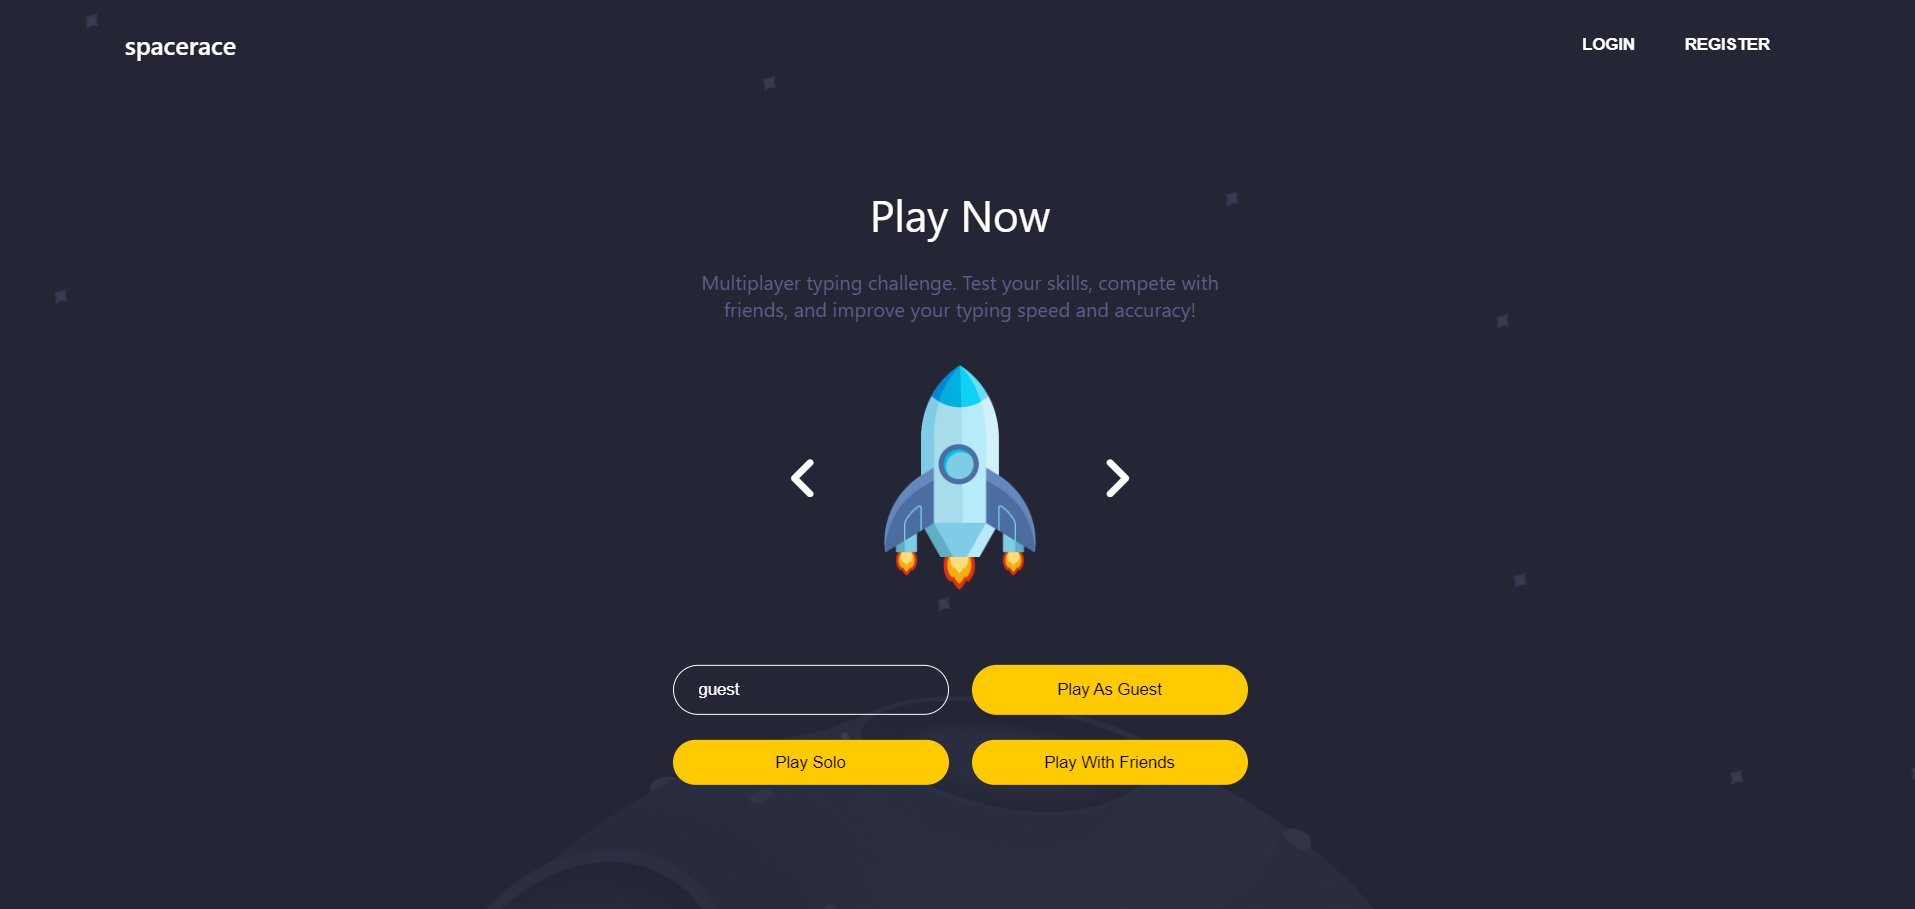 spacerace
LOGIN
REGISTER
Play Now
Multiplayer typing challenge. Test your skills, compete with
friends, and improve your typing speed and accuracy!
guest
Play As Guest
Play Solo
Play With Friends